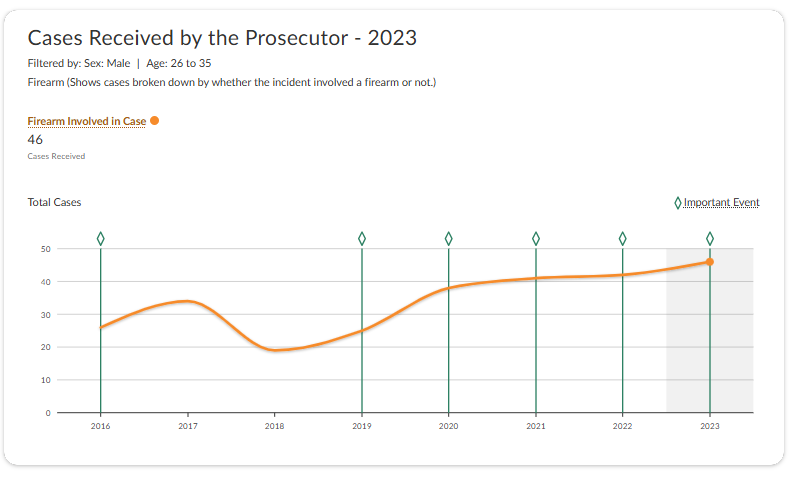 Cases Received by the Prosecutor - 2023
Filtered by: Sex: Male | Age: 26 to 35
Firearm (Shows cases broken down by whether the incident involved a firearm or not.)
Firearm Involved in Case
46
Cases Received
Total Cases
Important Event
50
40
30
20
10
0
2016 2017 2018 2019 2020 2021 2022 2023